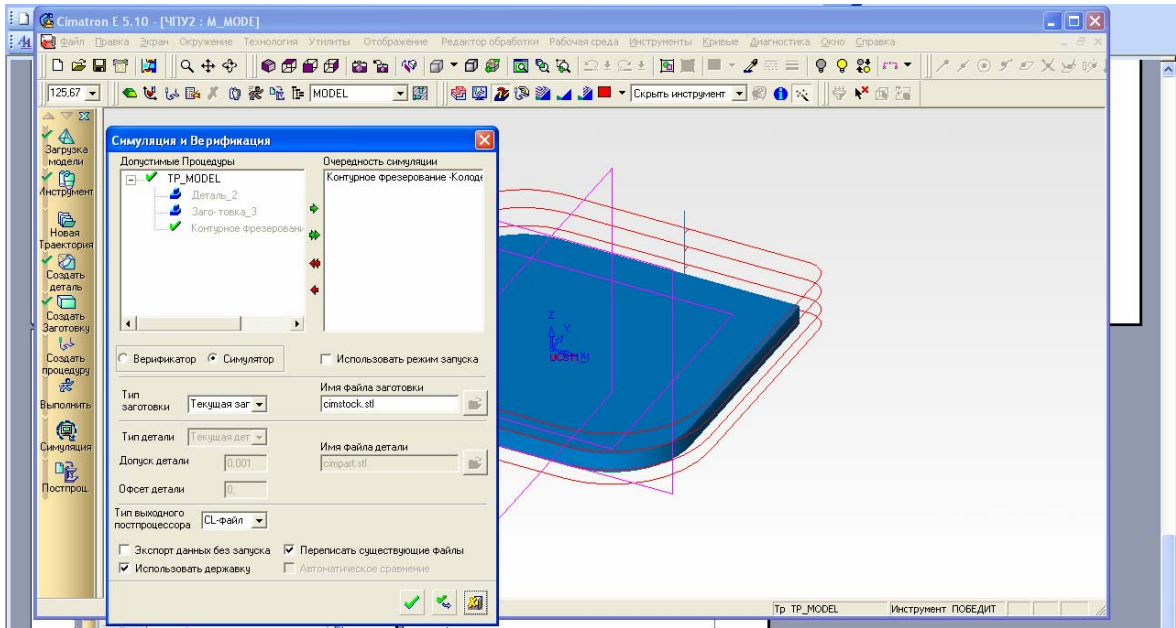 Cimatron E 5.10 - [ЧПУ2 : M_MODE]
Файл Правка Экран Окружение Технология Утилиты Отображение Редактор обработки Рабочая среда Инструменты Кривые Диагностика Окно Справка
125,67
MODEL
Скрыть инструмент
Загрузка модели
Инструмент
Новая Траектория
Создать деталь
Создать Заготовку
Создать процедуру
Выполнить
Симуляция
Постпроц.
Симуляция и Верификация
Допустимые Процедуры
Очередность симуляции
TP_MODEL
Контурное фрезерование -Колоде
Деталь_2
Заго-товка_3
Контурное фрезеровани
Верификатор Симулятор
Использовать режим запуска
Тип заготовки
Текущая заг
Имя файла заготовки
cimstock.stl
Тип детали
Текущая дет
Имя файла детали
cimpart.stl
Допуск детали
0,001
Офсет детали
0,
Тип выходного постпроцессора
CL-файл
Экспорт данных без запуска
Переписать существующие файлы
Использовать державку
Автоматическое сравнение
Z
Y
X
Тр TP_MODEL
Инструмент ПОБЕДИТ